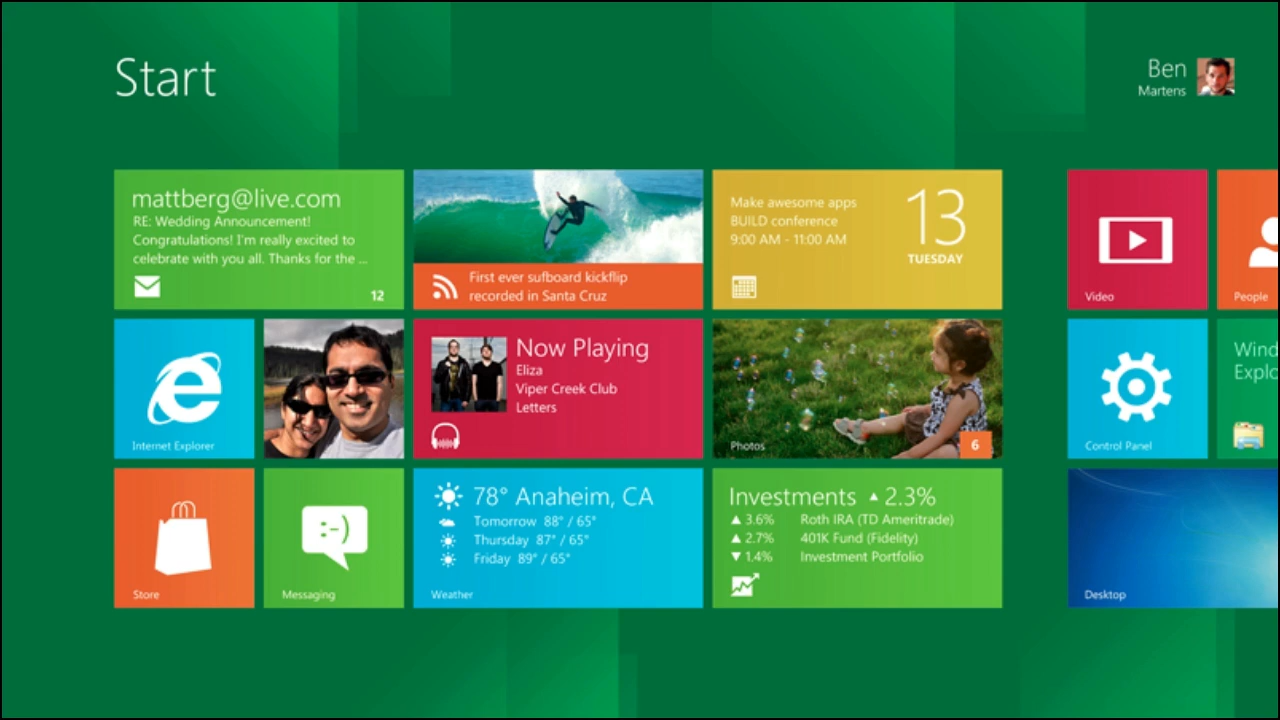 Start
Ben
Martens
mattberg@live.com
RE: Wedding Announcement!
Congratulations! I'm really excited to
celebrate with you all. Thanks for the ...
12
First ever sufboard kickflip
recorded in Santa Cruz
Make awesome apps
BUILD conference
9:00 AM - 11:00 AM
13
TUESDAY
Video
People
Internet Explorer
Now Playing
Eliza
Viper Creek Club
Letters
Photos
6
Control Panel
Wind
Explo
Store
:-)
Messaging
78° Anaheim, CA
Tomorrow 88° / 65°
Thursday 87° / 65°
Friday 89° / 65°
Weather
Investments ▲ 2.3%
▲ 3.6% Roth IRA (TD Ameritrade)
▲ 2.7% 401K Fund (Fidelity)
▼ 1.4% Investment Portfolio
Desktop